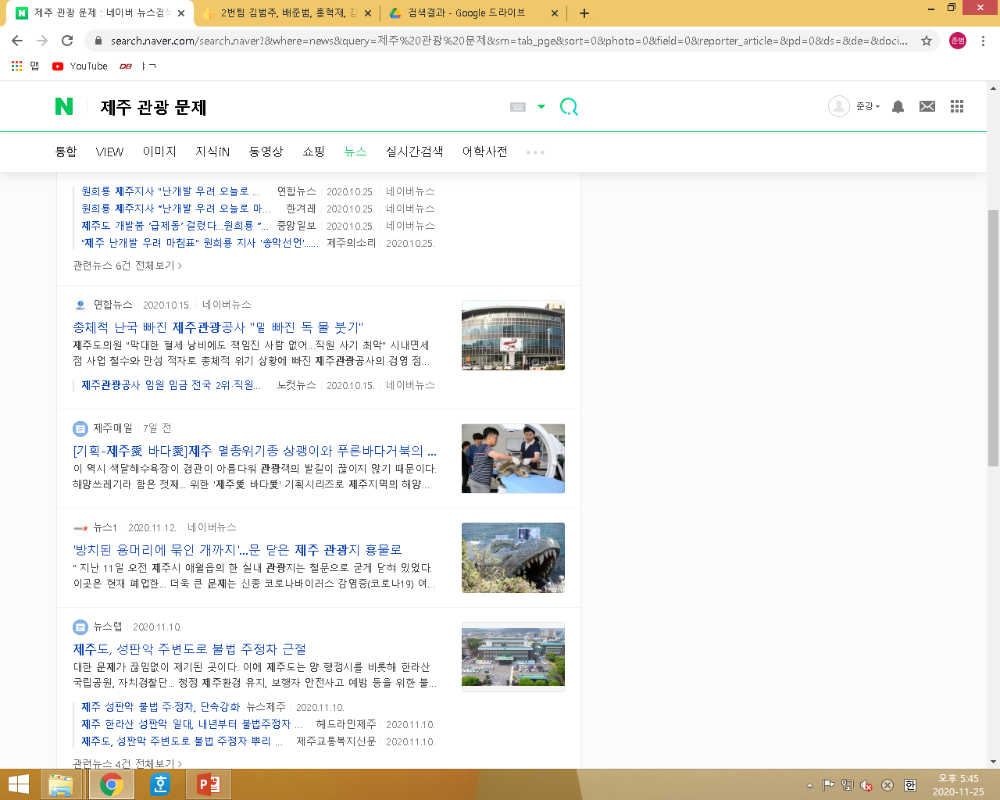 제주 관광 문제 : 네이버 뉴스검색
2번팀 김범주, 배준범, 홍혁재, 김
검색결과 - Google 드라이브
search.naver.com/search.naver?&where=news&query=제주%20관광%20문제&sm=tab_pge&sort=0&photo=0&field=0&reporter_article=&pd=0&ds=&de=&doci...
준범
앱 YouTube DB ㅑㄱ
N 제주 관광 문제
준강
통합 VIEW 이미지 지식iN 동영상 쇼핑 뉴스 실시간검색 어학사전
원희룡 제주지사 "난개발 우려 오늘로 ... 연합뉴스 2020.10.25. 네이버뉴스
원희룡 제주지사 “난개발 우려 오늘로 마... 한겨레 2020.10.25. 네이버뉴스
제주도 개발붐 ‘급제동’ 걸렸다…원희룡 “... 중앙일보 2020.10.25. 네이버뉴스
"제주 난개발 우려 마침표" 원희룡 지사 '송악선언'...... 제주의소리 2020.10.25.
관련뉴스 6건 전체보기
연합뉴스 2020.10.15. 네이버뉴스
총체적 난국 빠진 제주관광공사 "밑 빠진 독 물 붓기"
제주도의원 "막대한 혈세 낭비에도 책임진 사람 없어…직원 사기 최악" 시내면세
점 사업 철수와 만성 적자로 총체적 위기 상황에 빠진 제주관광공사의 경영 정...
제주관광공사 임원 임금 전국 2위·직원... 노컷뉴스 2020.10.15. 네이버뉴스
제주매일 7일 전
[기획-제주愛 바다愛]제주 멸종위기종 상괭이와 푸른바다거북의 ...
이 역시 색달해수욕장이 경관이 아름다워 관광객의 발길이 끊이지 않기 때문이다.
해양쓰레기라 함은 첫째... 위한 '제주愛 바다愛' 기획시리즈로 제주지역의 해양...
뉴스1 2020.11.12. 네이버뉴스
'방치된 용머리에 묶인 개까지'…문 닫은 제주 관광지 흉물로
" 지난 11일 오전 제주시 애월읍의 한 실내 관광지는 철문으로 굳게 닫혀 있었다.
이곳은 현재 폐업한... 더욱 큰 문제는 신종 코로나바이러스 감염증(코로나19) 여...
뉴스렙 2020.11.10.
제주도, 성판악 주변도로 불법 주정차 근절
대한 문제가 끊임없이 제기된 곳이다. 이에 제주도는 양 행정시를 비롯해 한라산
국립공원, 자치경찰단... 청정 제주환경 유지, 보행자 안전사고 예방 등을 위한 불...
제주 성판악 불법 주·정차, 단속강화 뉴스제주 2020.11.10.
제주 한라산 성판악 일대, 내년부터 불법주정차 ... 헤드라인제주 2020.11.10.
제주도, 성판악 주변도로 불법 주정차 뿌리 ... 제주교통복지신문 2020.11.10.
관련뉴스 4건 전체보기
호
P
한
오후 5:45
2020-11-25